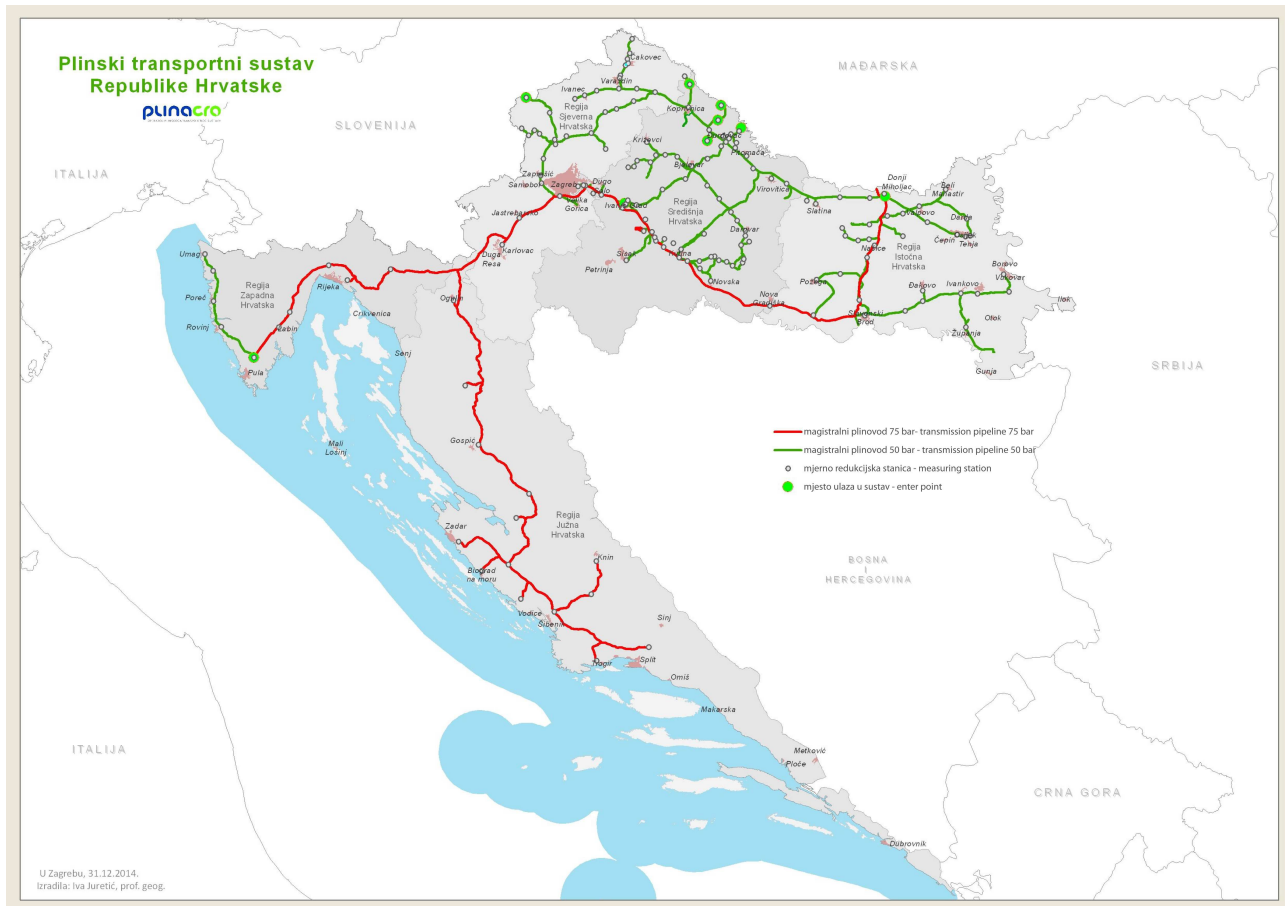 Plinski transportni sustav
Republike Hrvatske
plinacro
MAĐARSKA
SLOVENIJA
ITALIJA
Čakovec
Varaždin
Ivanec
Regija
Sjeverna
Hrvatska
Koprivnica
Križevci
Bjelovar
Pitomača
Virovitica
Zaprešić
Samobor
Zagreb
Dugo
Selo
Velika
Gorica
Ivanić Grad
Regija
Središnja
Hrvatska
Daruvar
Jastrebarsko
Karlovac
Duga
Resa
Sisak
Petrinja
Kutina
Novska
Nova
Gradiška
Slatina
Donji
Miholjac
Beli
Manastir
Valpovo
Darda
Osijek
Čepin
Tenja
Našice
Regija
Istočna
Hrvatska
Borovo
Vukovar
Požega
Đakovo
Ivankovo
Ilok
Otok
Slavonski
Brod
Županja
Gunja
SRBIJA
Umag
Poreč
Rovinj
Regija
Zapadna
Hrvatska
Labin
Pula
Rijeka
Crikvenica
Ogulin
Senj
Mali
Lošinj
Gospić
Regija
Južna
Hrvatska
Zadar
Biograd
na moru
Knin
Vodice
Šibenik
Sinj
Trogir
Split
Omiš
Makarska
Metković
Ploče
Dubrovnik
magistralni plinovod 75 bar- transmission pipeline 75 bar
magistralni plinovod 50 bar - transmission pipeline 50 bar
mjerno redukcijska stanica - measuring station
mjesto ulaza u sustav - enter point
BOSNA
I
HERCEGOVINA
CRNA GORA
ITALIJA
U Zagrebu, 31.12.2014.
Izradila: Iva Juretić, prof. geog.